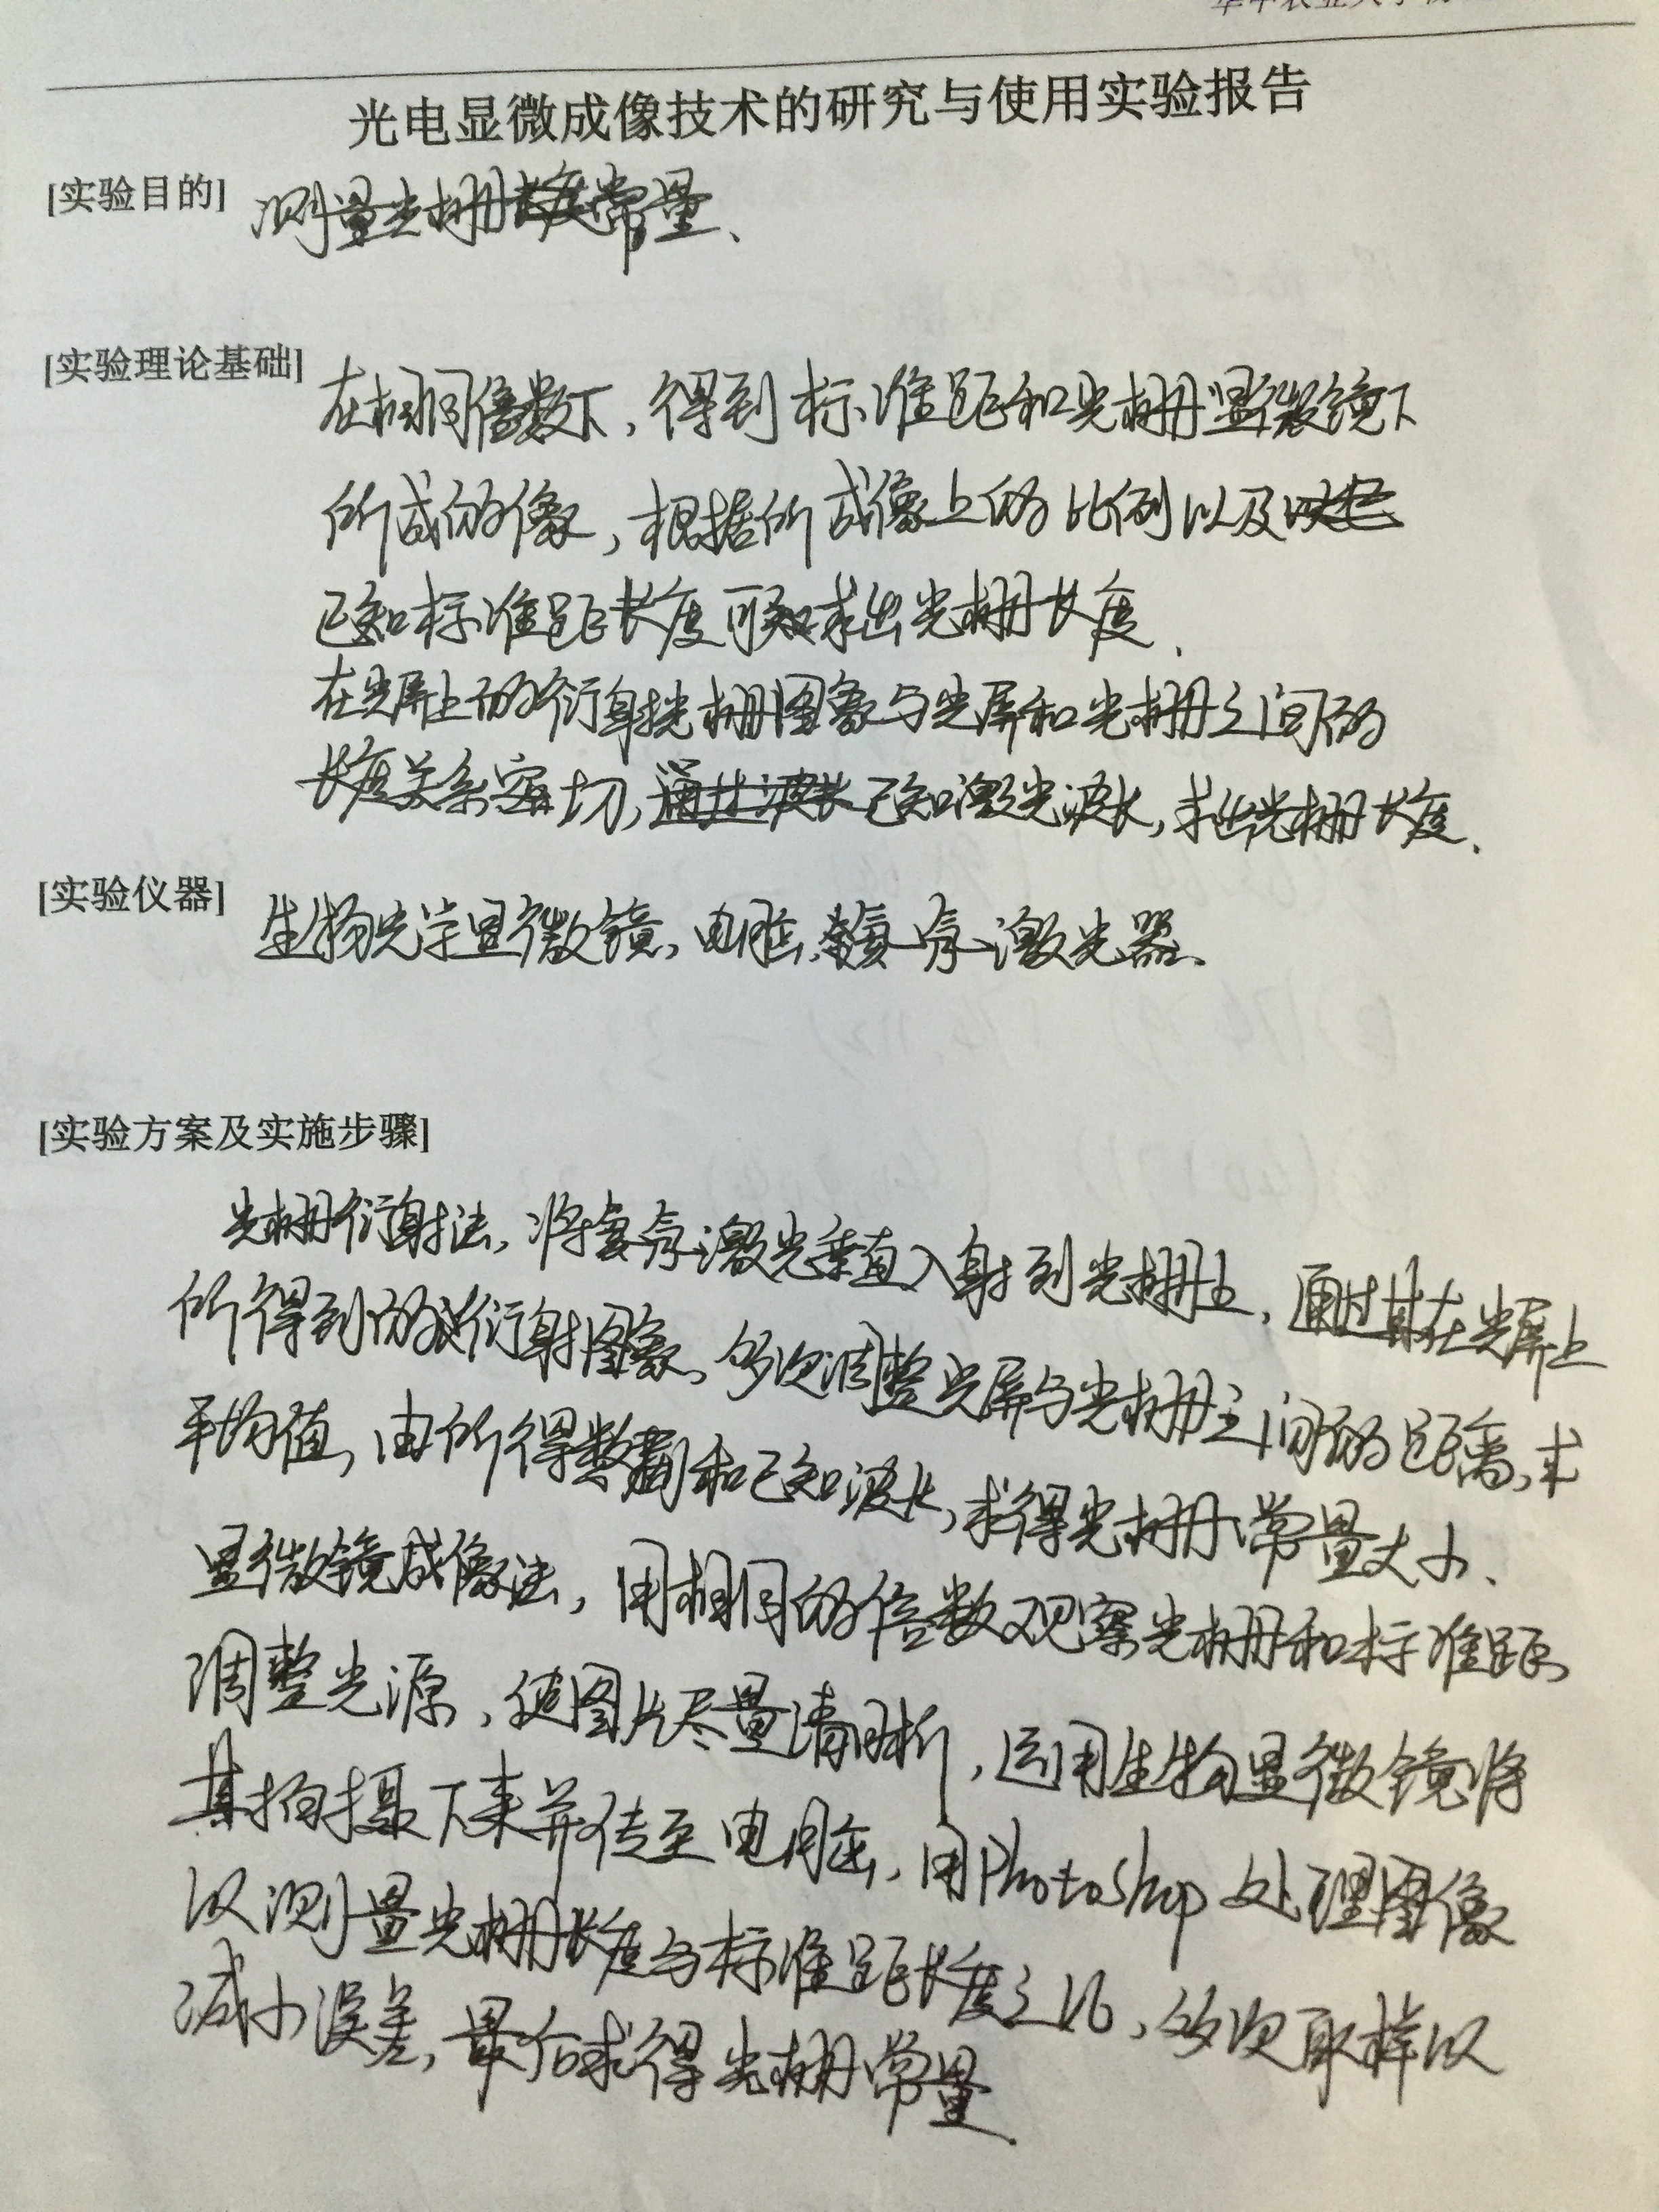 华中农业大学
光电显微成像技术的研究与使用实验报告
[实验目的] 测量光栅常量、
[实验理论基础] 在相同倍数下，得到标准距和光栅显微镜下
所成的像，根据所成像上的比例以及
已知标准距长度可求出光栅长度、
在光屏上的衍射光栅图象与光屏和光栅之间的
长度关系密切，已知激光波长，求出光栅长度、
[实验仪器] 生物光学显微镜、电脑、氦氖激光器、
[实验方案及实施步骤]
光栅衍射法，将氦氖激光垂直入射到光栅上，通过其在光屏上
所得到的衍射图象、多次调整光屏与光栅之间的距离，求
平均值，由所得数据和已知波长，求得光栅常量大小、
显微镜成像法，用相同的倍数观察光栅和标准距、
调整光源，使图片尽量清晰，运用生物显微镜将
其拍摄下来并传至电脑，用Photoshop处理图像
以测量光栅长度与标准距长度之比，多次取样以
减小误差，最后求得光栅常量.